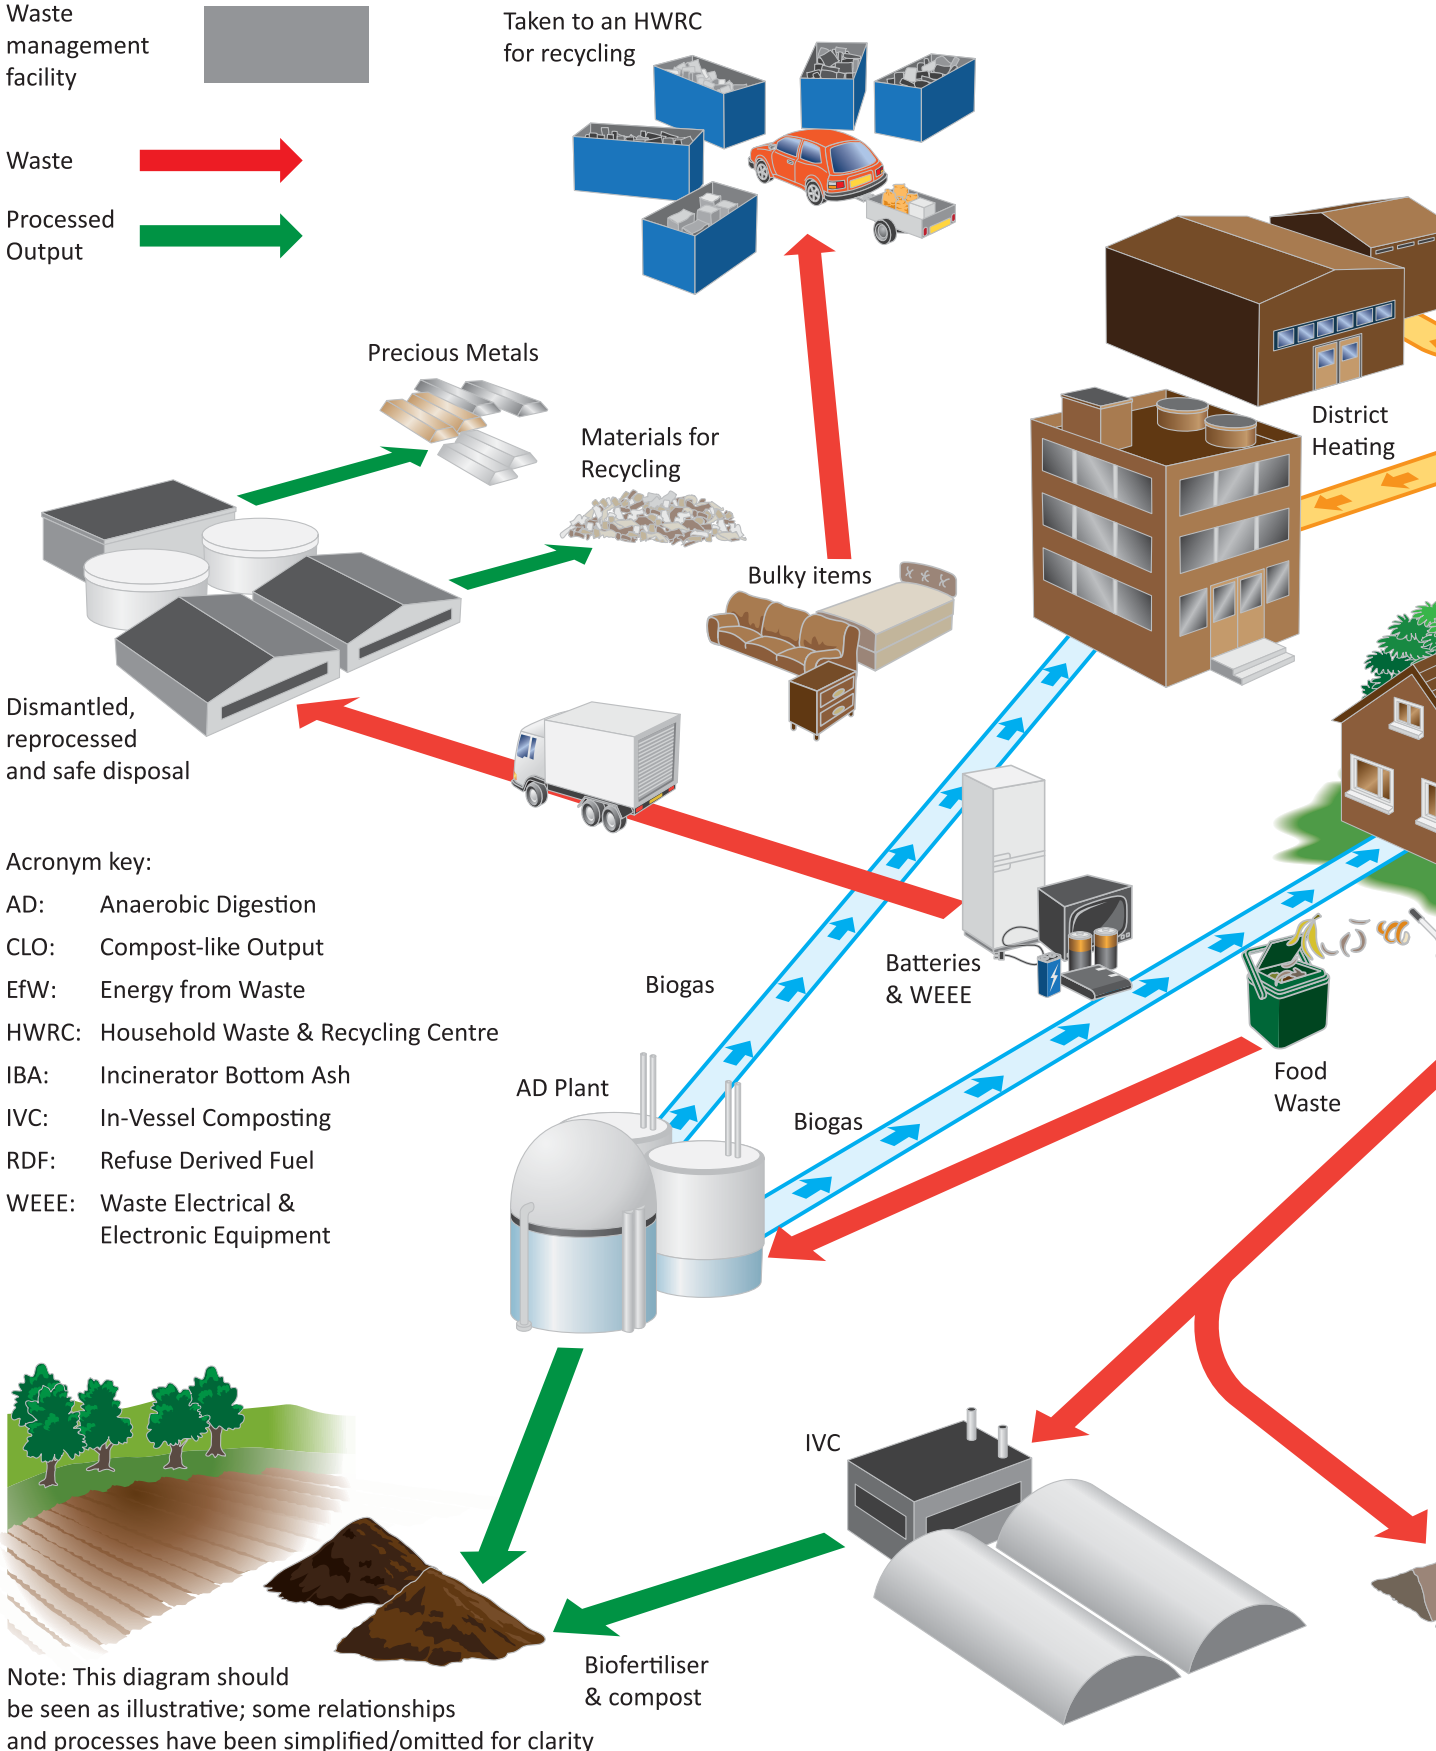 Waste
management
facility
Waste
Processed
Output
Taken to an HWRC
for recycling
Precious Metals
Materials for
Recycling
Bulky items
District
Heating
Dismantled,
reprocessed
and safe disposal
Acronym key:
AD: Anaerobic Digestion
CLO: Compost-like Output
EfW: Energy from Waste
HWRC: Household Waste & Recycling Centre
IBA: Incinerator Bottom Ash
IVC: In-Vessel Composting
RDF: Refuse Derived Fuel
WEEE: Waste Electrical &
Electronic Equipment
Batteries
& WEEE
Biogas
AD Plant
Biogas
Food
Waste
IVC
Biofertiliser
& compost
Note: This diagram should
be seen as illustrative; some relationships
and processes have been simplified/omitted for clarity